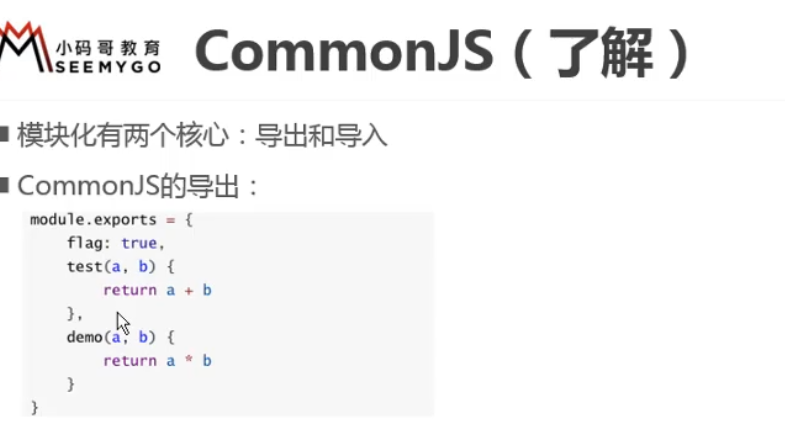 小码哥教育
SEEMYGO
CommonJS（了解）
模块化有两个核心：导出和导入
CommonJS的导出：
module.exports = {
    flag: true,
    test(a, b) {
        return a + b
    },
    demo(a, b) {
        return a * b
    }
}